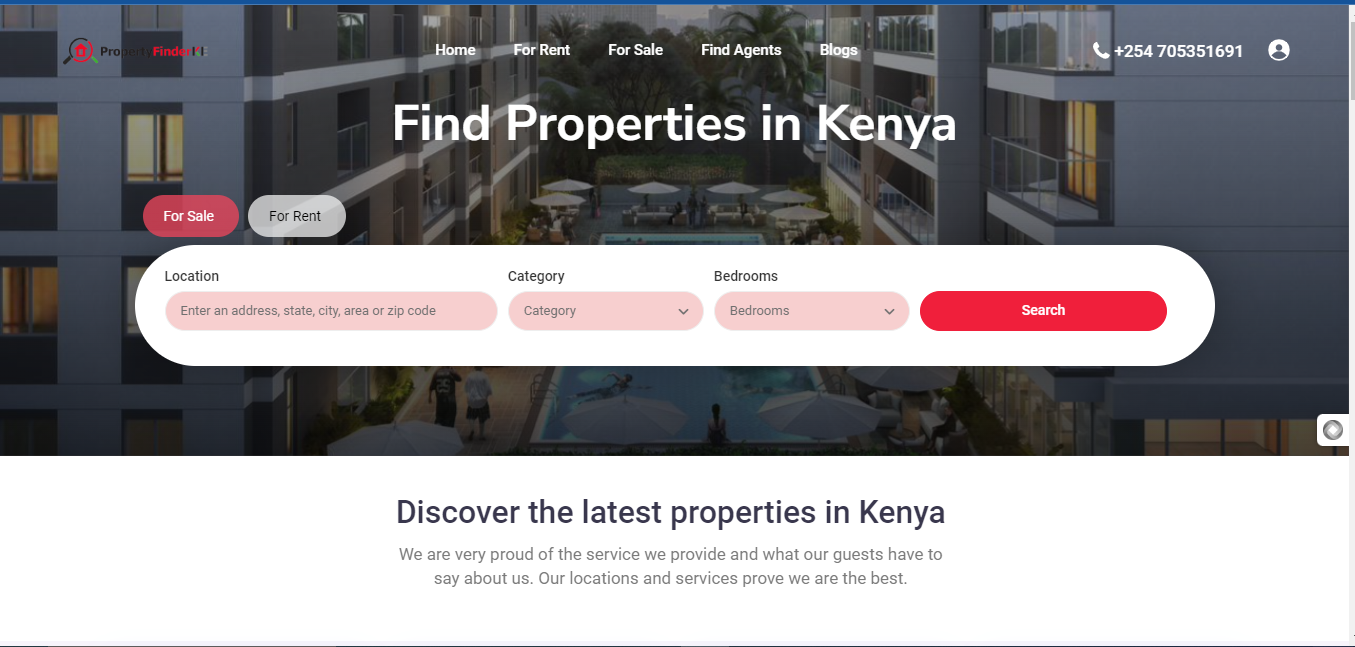 PropertyFinderKE
Home For Rent For Sale Find Agents Blogs
+254 705351691
Find Properties in Kenya
For Sale For Rent
Location Category Bedrooms
Enter an address, state, city, area or zip code Category Bedrooms Search
Discover the latest properties in Kenya
We are very proud of the service we provide and what our guests have to
say about us. Our locations and services prove we are the best.